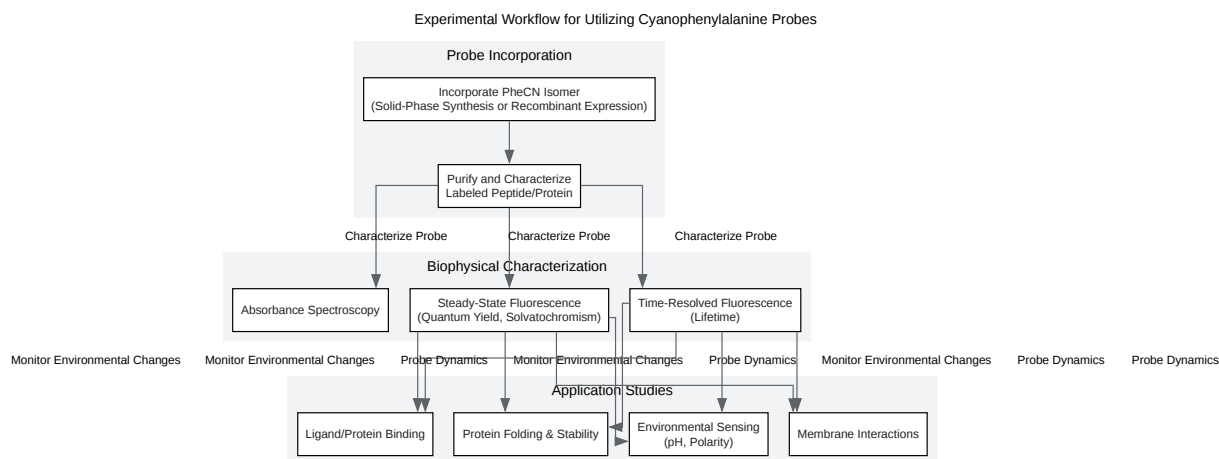 Experimental Workflow for Utilizing Cyanophenylalanine Probes
Probe Incorporation
Incorporate PheCN Isomer
(Solid-Phase Synthesis or Recombinant Expression)
Purify and Characterize
Labeled Peptide/Protein
Characterize Probe
Characterize Probe
Characterize Probe
Biophysical Characterization
Absorbance Spectroscopy
Steady-State Fluorescence
(Quantum Yield, Solvatochromism)
Time-Resolved Fluorescence
(Lifetime)
Monitor Environmental Changes
Monitor Environmental Changes
Probe Dynamics
Monitor Environmental Changes
Probe Dynamics
Monitor Environmental Changes
Probe Dynamics
Probe Dynamics
Application Studies
Ligand/Protein Binding
Protein Folding & Stability
Environmental Sensing
(pH, Polarity)
Membrane Interactions